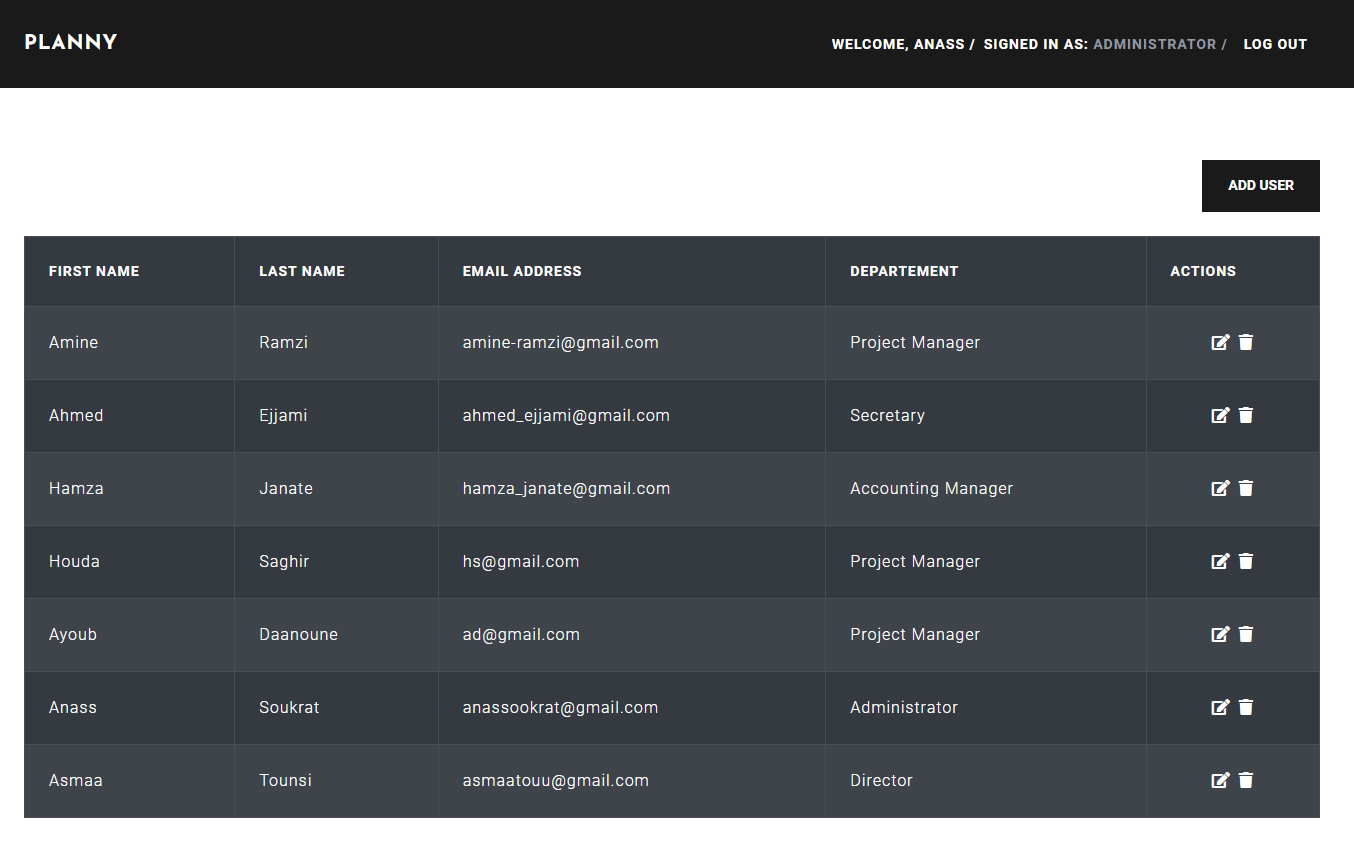 PLANNY
WELCOME, ANASS / SIGNED IN AS: ADMINISTRATOR / LOG OUT
ADD USER
FIRST NAME LAST NAME EMAIL ADDRESS DEPARTEMENT ACTIONS
Amine Ramzi amine-ramzi@gmail.com Project Manager
Ahmed Ejjami ahmed_ejjami@gmail.com Secretary
Hamza Janate hamza_janate@gmail.com Accounting Manager
Houda Saghir hs@gmail.com Project Manager
Ayoub Daanoune ad@gmail.com Project Manager
Anass Soukrat anassookrat@gmail.com Administrator
Asmaa Tounsi asmaatouu@gmail.com Director